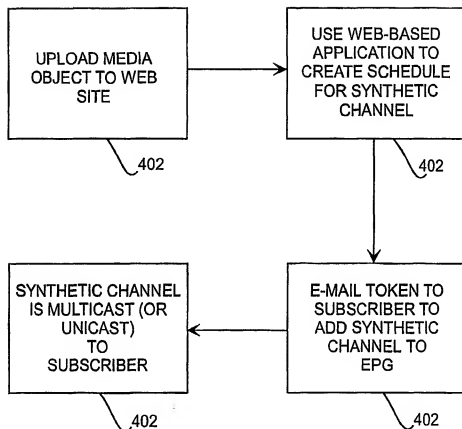 UPLOAD MEDIA
OBJECT TO WEB
SITE
402
USE WEB-BASED
APPLICATION TO
CREATE SCHEDULE
FOR SYNTHETIC
CHANNEL
402
E-MAIL TOKEN TO
SUBSCRIBER TO
ADD SYNTHETIC
CHANNEL TO
EPG
402
SYNTHETIC CHANNEL
IS MULTICAST (OR
UNICAST)
TO
SUBSCRIBER
402